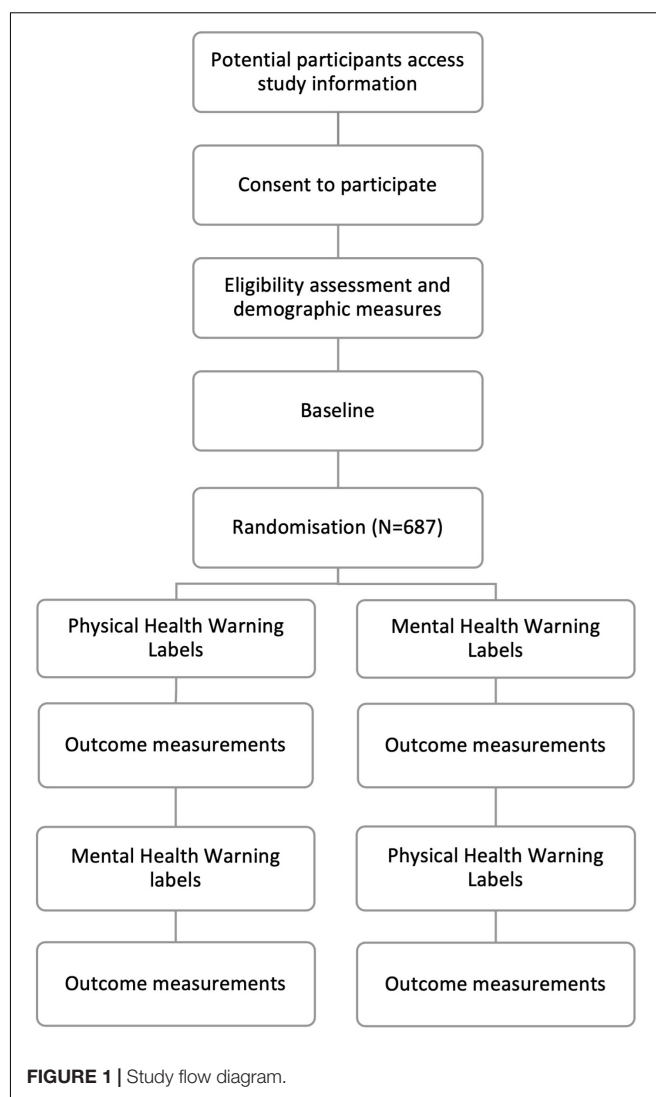 Potential participants access
study information
Consent to participate
Eligibility assessment and
demographic measures
Baseline
Randomisation (N=687)
Physical Health Warning
Labels
Mental Health Warning
Labels
Outcome measurements
Outcome measurements
Mental Health Warning
labels
Physical Health Warning
Labels
Outcome measurements
Outcome measurements
FIGURE 1 | Study flow diagram.